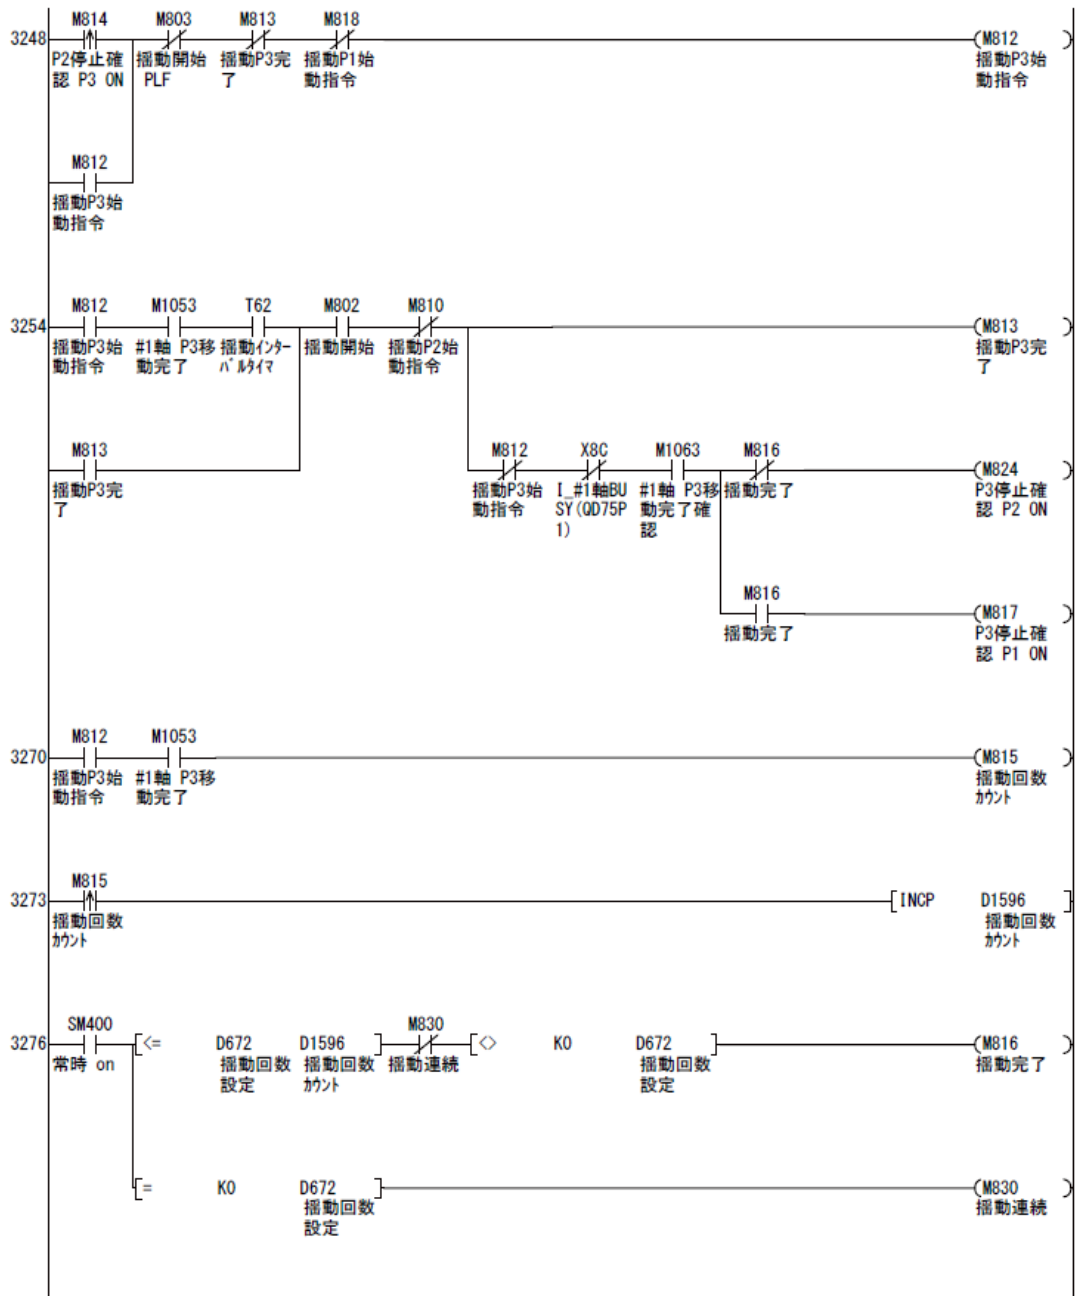 M814 M803 M813 M818
3248 (M812 )
P2停止確 揺動開始 揺動P3完 揺動P1始 揺動P3始
認 P3 ON PLF 了 動指令 動指令
M812
揺動P3始
動指令
M812 M1053 T62 M802 M810
3254 (M813 )
揺動P3始 #1軸 P3移 揺動ｲﾝﾀｰ 揺動開始 揺動P2始 揺動P3完
動指令 動完了 ﾊﾞﾙﾀｲﾏ 動指令 了
M813 M812 X8C M1063 M816
(M824 )
揺動P3完 揺動P3始 I_#1軸BU #1軸 P3移 揺動完了 P3停止確
了 動指令 SY(QD75P 動完了確 認 P2 ON
1) 認
M816
(M817 )
揺動完了 P3停止確
認 P1 ON
M812 M1053
3270 (M815 )
揺動P3始 #1軸 P3移 揺動回数
動指令 動完了 ｶｳﾝﾄ
M815
3273 [INCP D1596 ]
揺動回数 揺動回数
ｶｳﾝﾄ ｶｳﾝﾄ
SM400 M830
3276 [<= D672 D1596 ] [<> K0 D672 ] (M816 )
常時 on 揺動回数 揺動回数 揺動連続 揺動回数 揺動完了
設定 ｶｳﾝﾄ 設定
[= K0 D672 ] (M830 )
揺動回数 揺動連続
設定